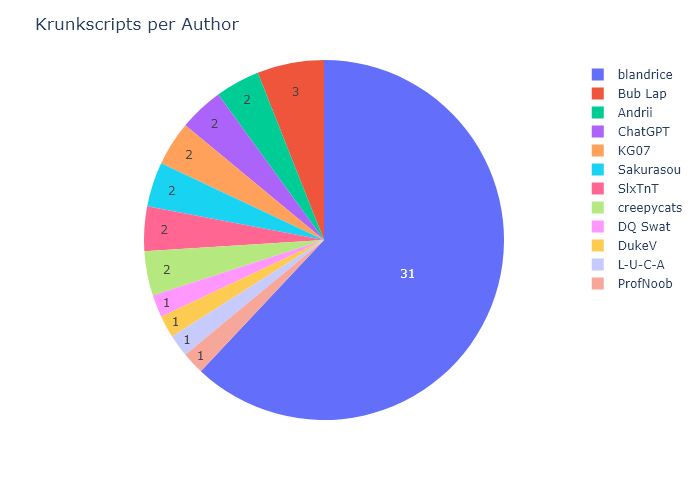 Krunkscripts per Author
31
3
2
2
2
2
2
2
1
1
1
1
blandrice
Bub Lap
Andrii
ChatGPT
KG07
Sakurasou
SlxTnT
creepycats
DQ Swat
DukeV
L-U-C-A
ProfNoob